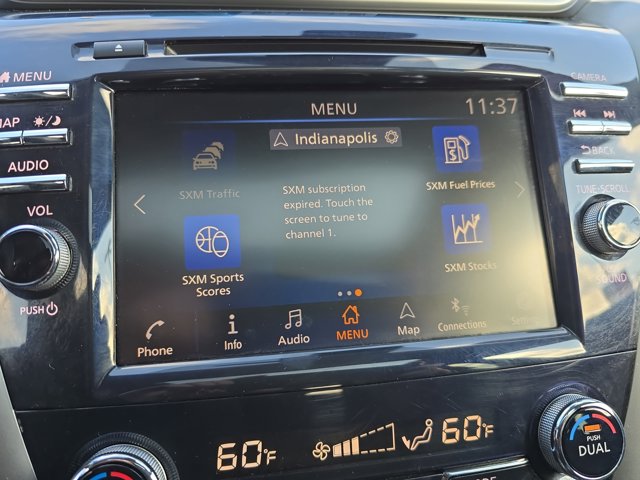 MENU
CAMERA
MENU
11:37
MAP
Indianapolis
BACK
AUDIO
SXM Traffic
SXM Fuel Prices
SXM subscription
expired. Touch the
screen to tune to
channel 1.
TUNE·SCROLL
VOL
SXM Sports
Scores
SXM Stocks
SOUND
PUSH
Phone
Info
Audio
MENU
Map
Connections
Settings
60°F
60°F
PUSH
DUAL